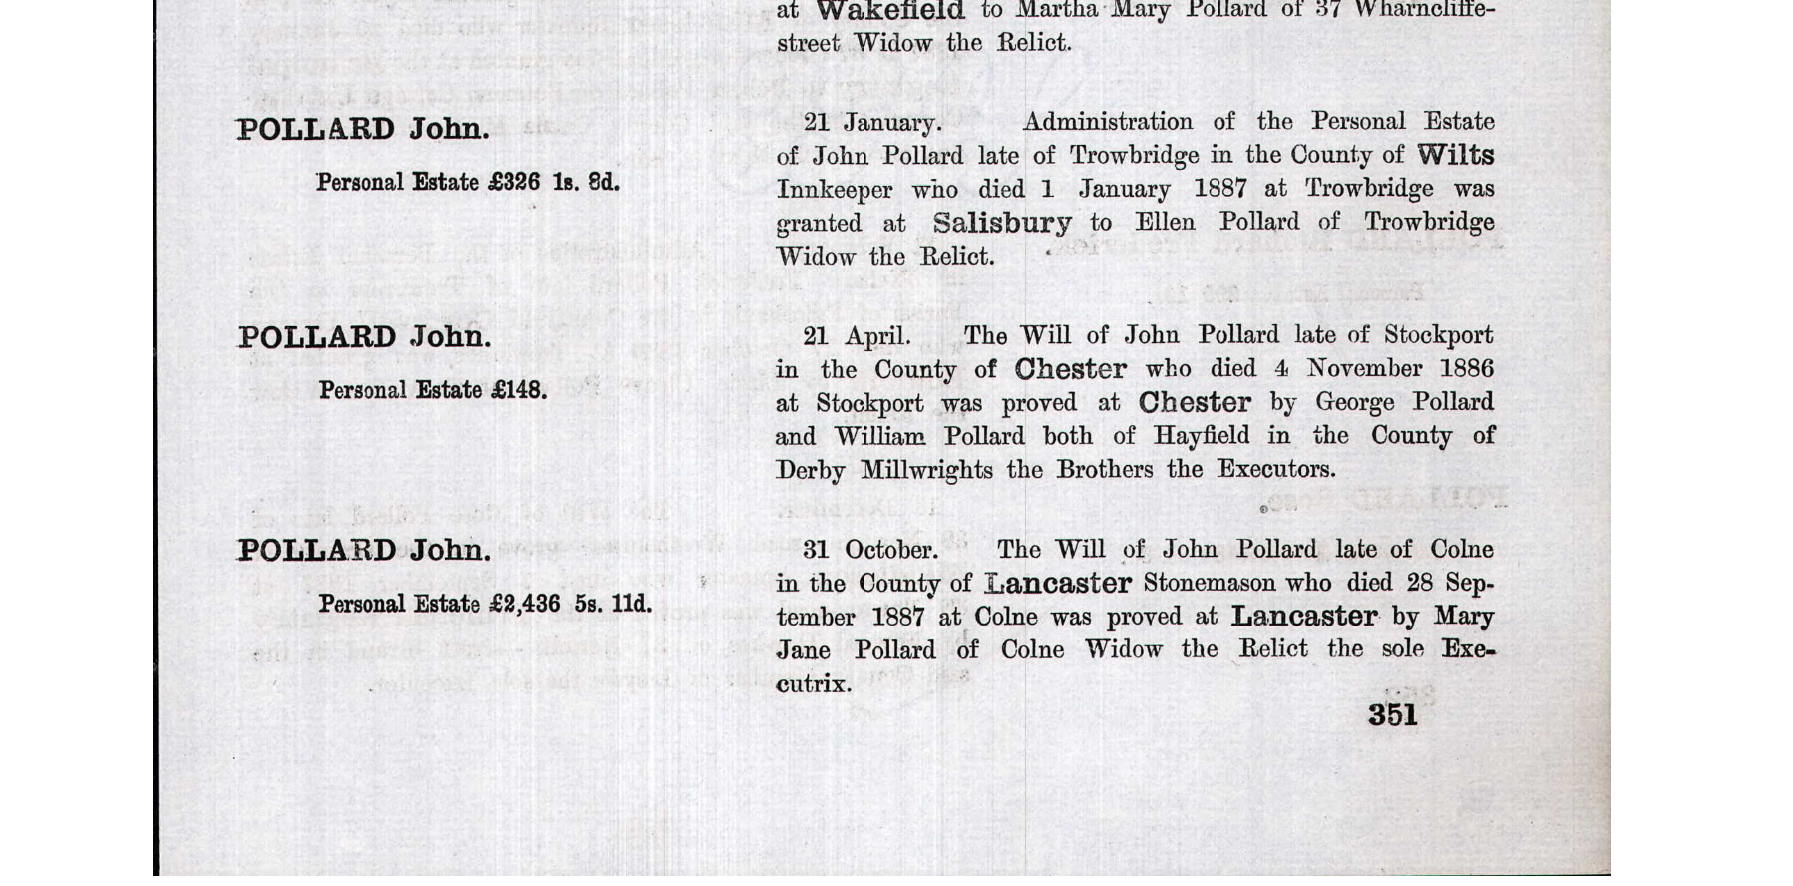 at Wakefield to Martha Mary Pollard of 37 Wharncliffe-
street Widow the Relict.
POLLARD John.
Personal Estate £326 1s. 8d.
21 January. Administration of the Personal Estate
of John Pollard late of Trowbridge in the County of Wilts
Innkeeper who died 1 January 1887 at Trowbridge was
granted at Salisbury to Ellen Pollard of Trowbridge
Widow the Relict.
POLLARD John.
Personal Estate £148.
21 April. The Will of John Pollard late of Stockport
in the County of Chester who died 4 November 1886
at Stockport was proved at Chester by George Pollard
and William Pollard both of Hayfield in the County of
Derby Millwrights the Brothers the Executors.
POLLARD John.
Personal Estate £2,436 5s. 11d.
31 October. The Will of John Pollard late of Colne
in the County of Lancaster Stonemason who died 28 Sep-
tember 1887 at Colne was proved at Lancaster by Mary
Jane Pollard of Colne Widow the Relict the sole Exe-
cutrix.
351